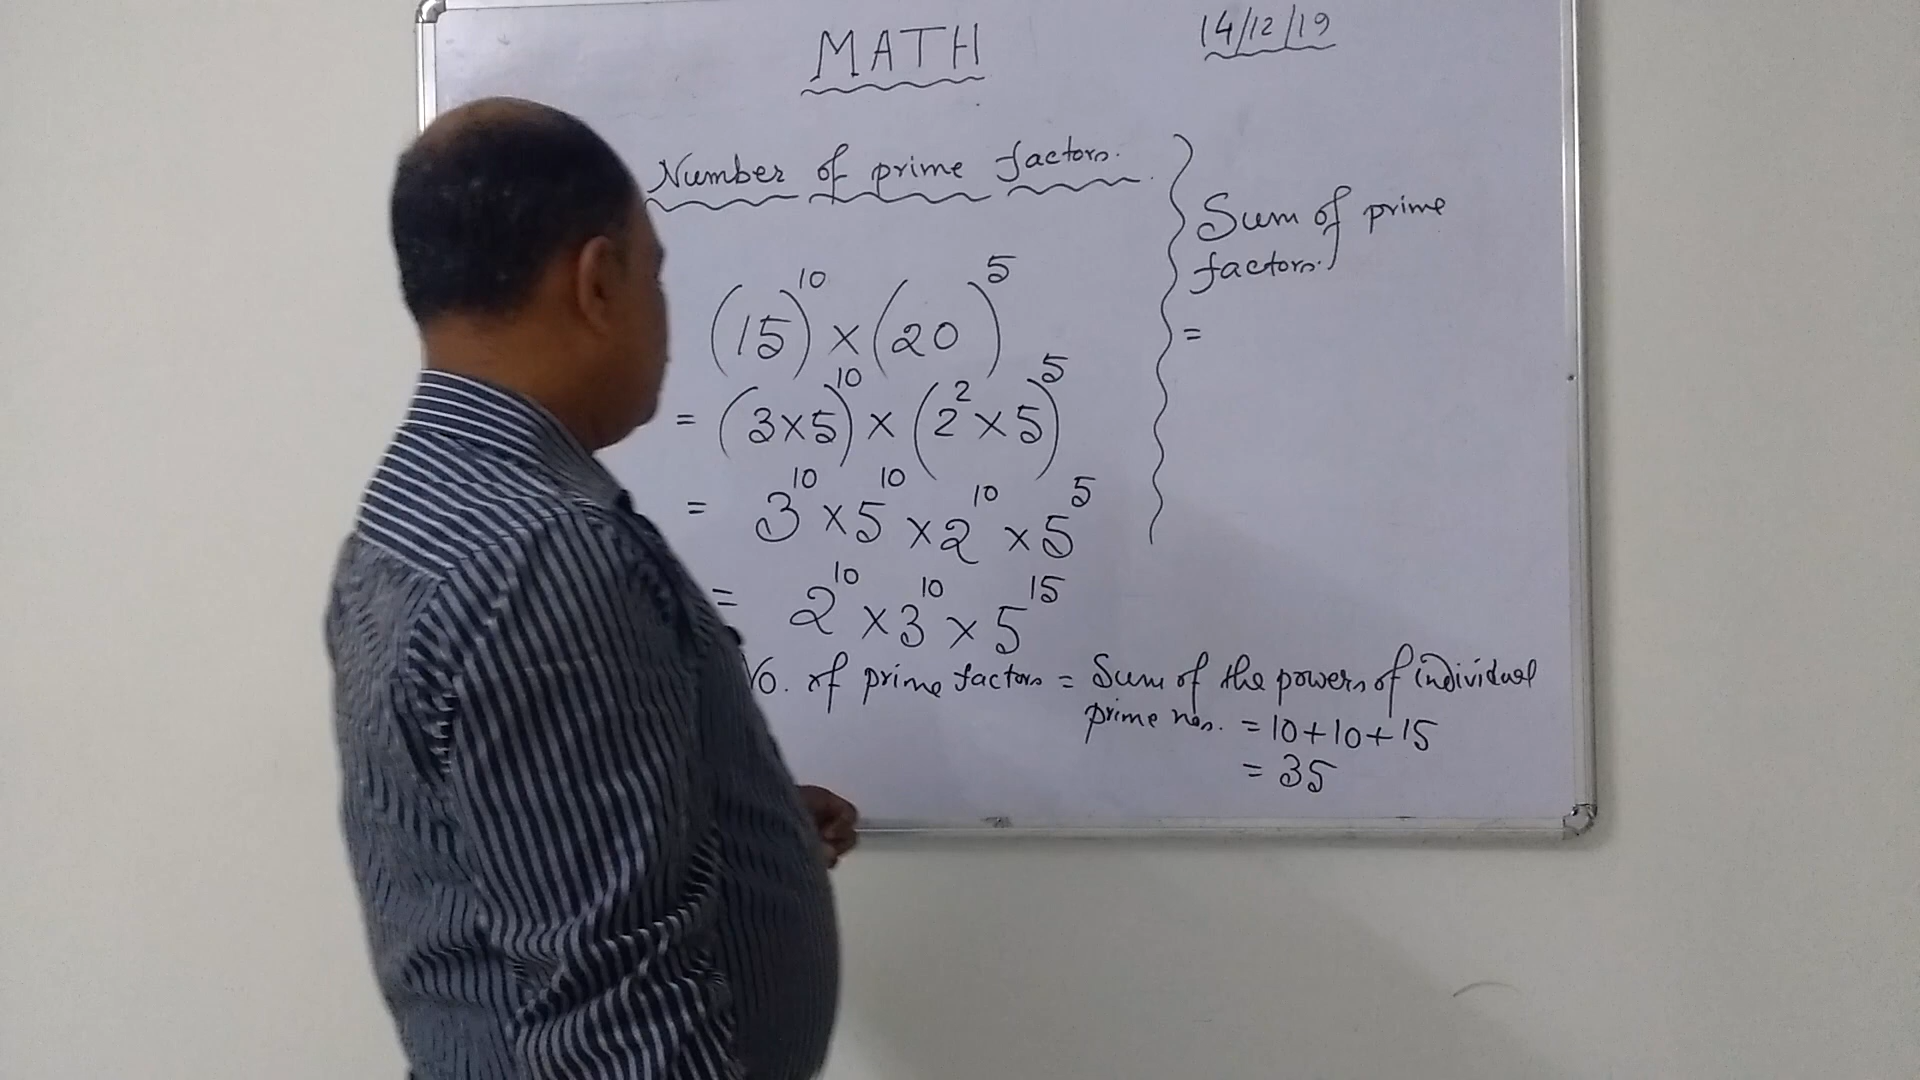 MATH
14/12/19
Number of prime factors.
(15)^10 × (20)^5
= (3×5)^10 × (2^2 × 5)^5
= 3^10 × 5^10 × 2^10 × 5^5
= 2^10 × 3^10 × 5^15
No. of prime factors = Sum of the powers of individual
prime nos. = 10+10+15
= 35
Sum of prime
factors.
=